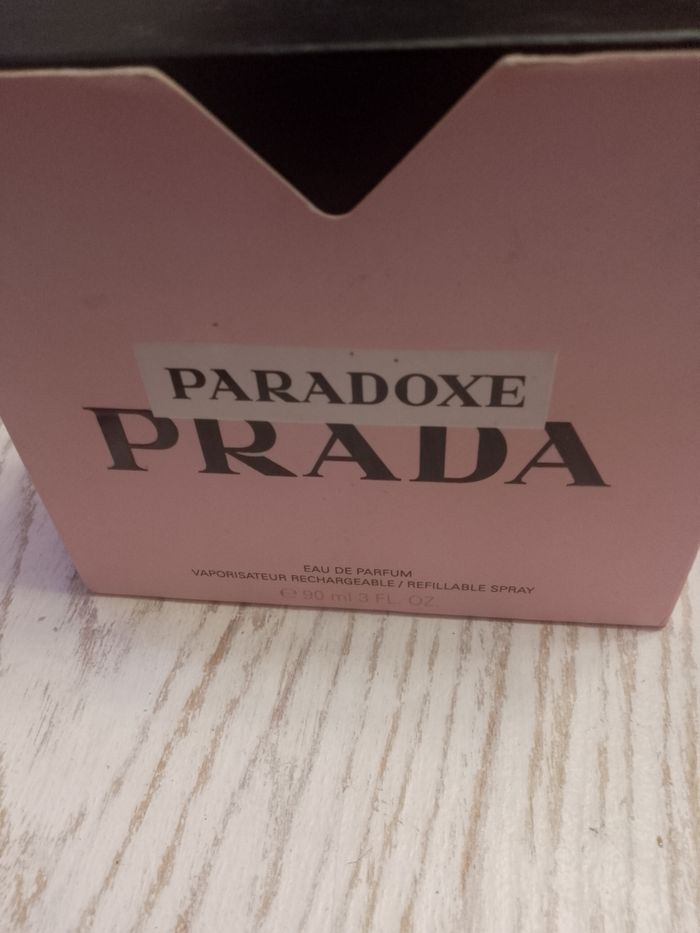 PARADOXE
PRADA
EAU DE PARFUM
VAPORISATEUR RECHARGEABLE / REFILLABLE SPRAY
℮ 90 ml 3 FL. OZ.